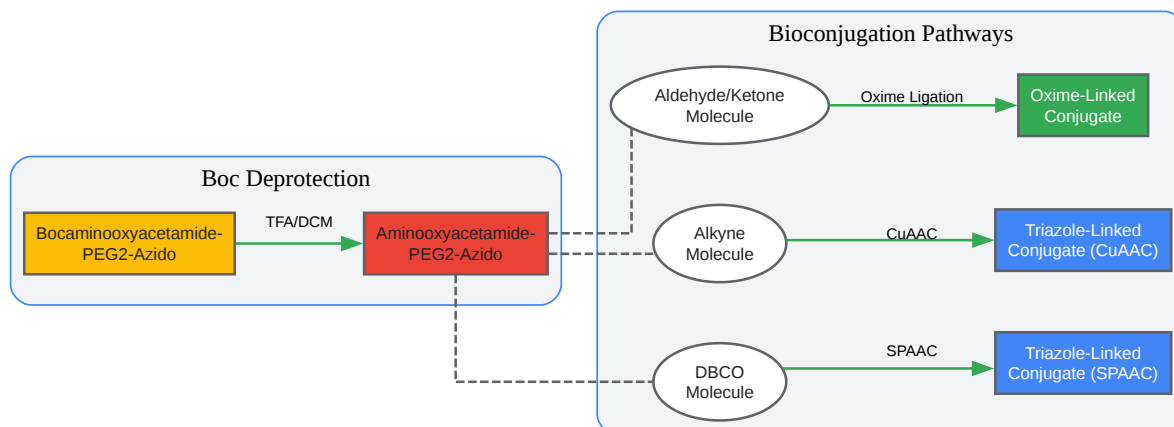 Bioconjugation Pathways
Aldehyde/Ketone
Molecule
Oxime Ligation
Oxime-Linked
Conjugate
Boc Deprotection
Bocaminooxyacetamide-
PEG2-Azido
TFA/DCM
Aminooxyacetamide-
PEG2-Azido
Alkyne
Molecule
CuAAC
Triazole-Linked
Conjugate (CuAAC)
DBCO
Molecule
SPAAC
Triazole-Linked
Conjugate (SPAAC)